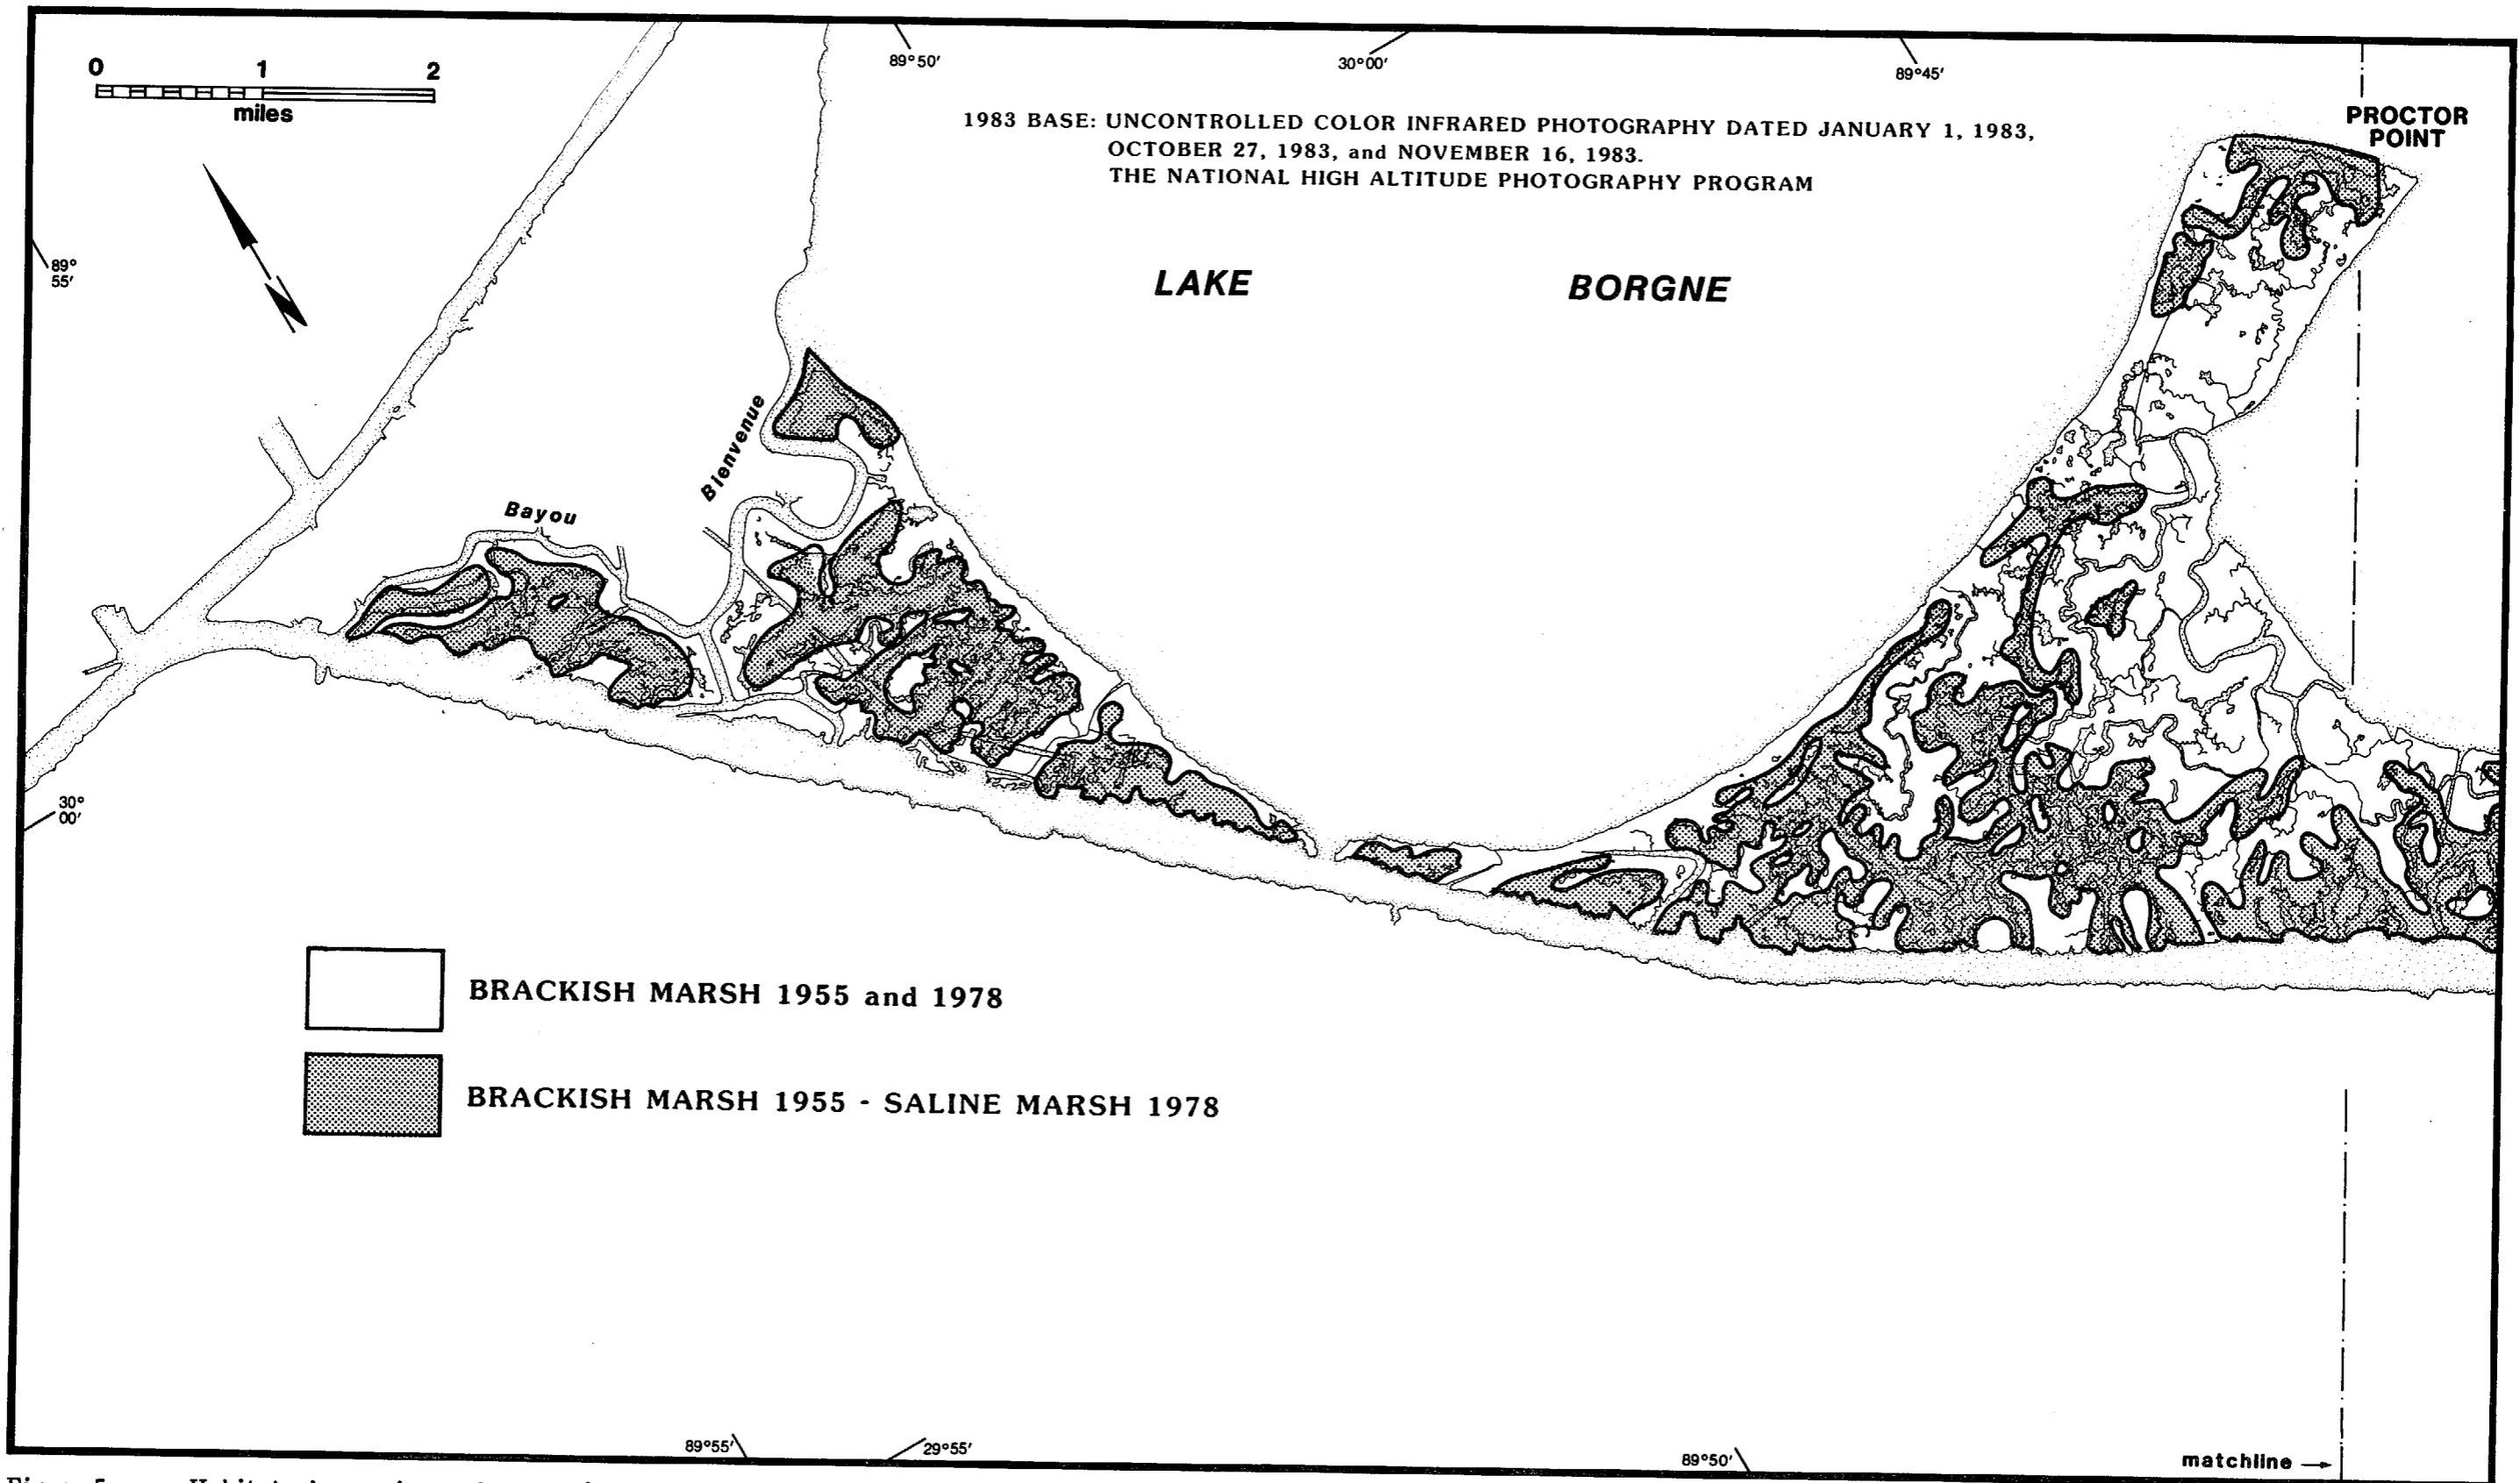 0 1 2
miles
89°50'
30°00'
89°45'
PROCTOR
POINT
1983 BASE: UNCONTROLLED COLOR INFRARED PHOTOGRAPHY DATED JANUARY 1, 1983,
OCTOBER 27, 1983, and NOVEMBER 16, 1983.
THE NATIONAL HIGH ALTITUDE PHOTOGRAPHY PROGRAM
N
89°
55'
LAKE BORGNE
Bayou Bienvenue
30°
00'
BRACKISH MARSH 1955 and 1978
BRACKISH MARSH 1955 - SALINE MARSH 1978
89°55'
29°55'
89°50'
matchline